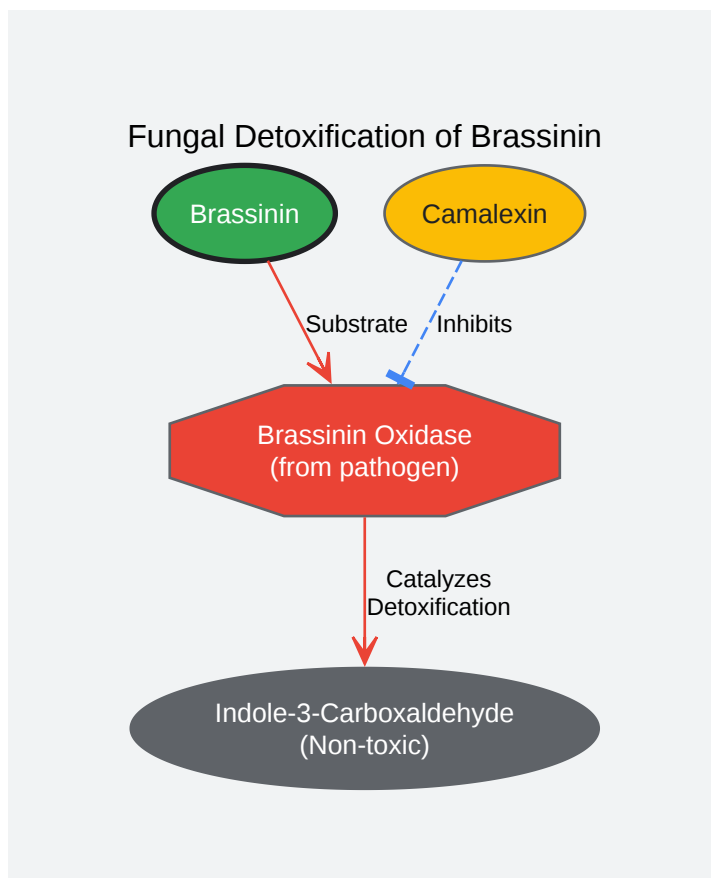 Fungal Detoxification of Brassinin
Brassinin
Camalexin
Substrate
Inhibits
Brassinin Oxidase
(from pathogen)
Catalyzes
Detoxification
Indole-3-Carboxaldehyde
(Non-toxic)